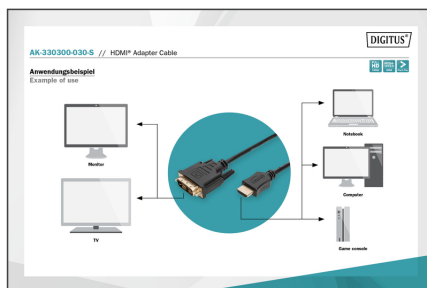 DIGITUS®
AK-330300-030-S // HDMI® Adapter Cable
Anwendungsbeispiel
Example of use
Monitor
TV
Notebook
Computer
Game console